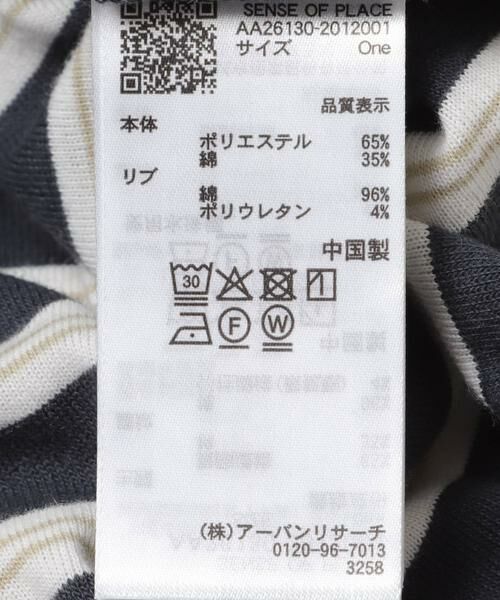 SENSE OF PLACE
AA26130-2012001
サイズ One
品質表示
本体
ポリエステル 65%
綿 35%
リブ
綿 96%
ポリウレタン 4%
中国製
30
F W
(株)アーバンリサーチ
0120-96-7013
3258